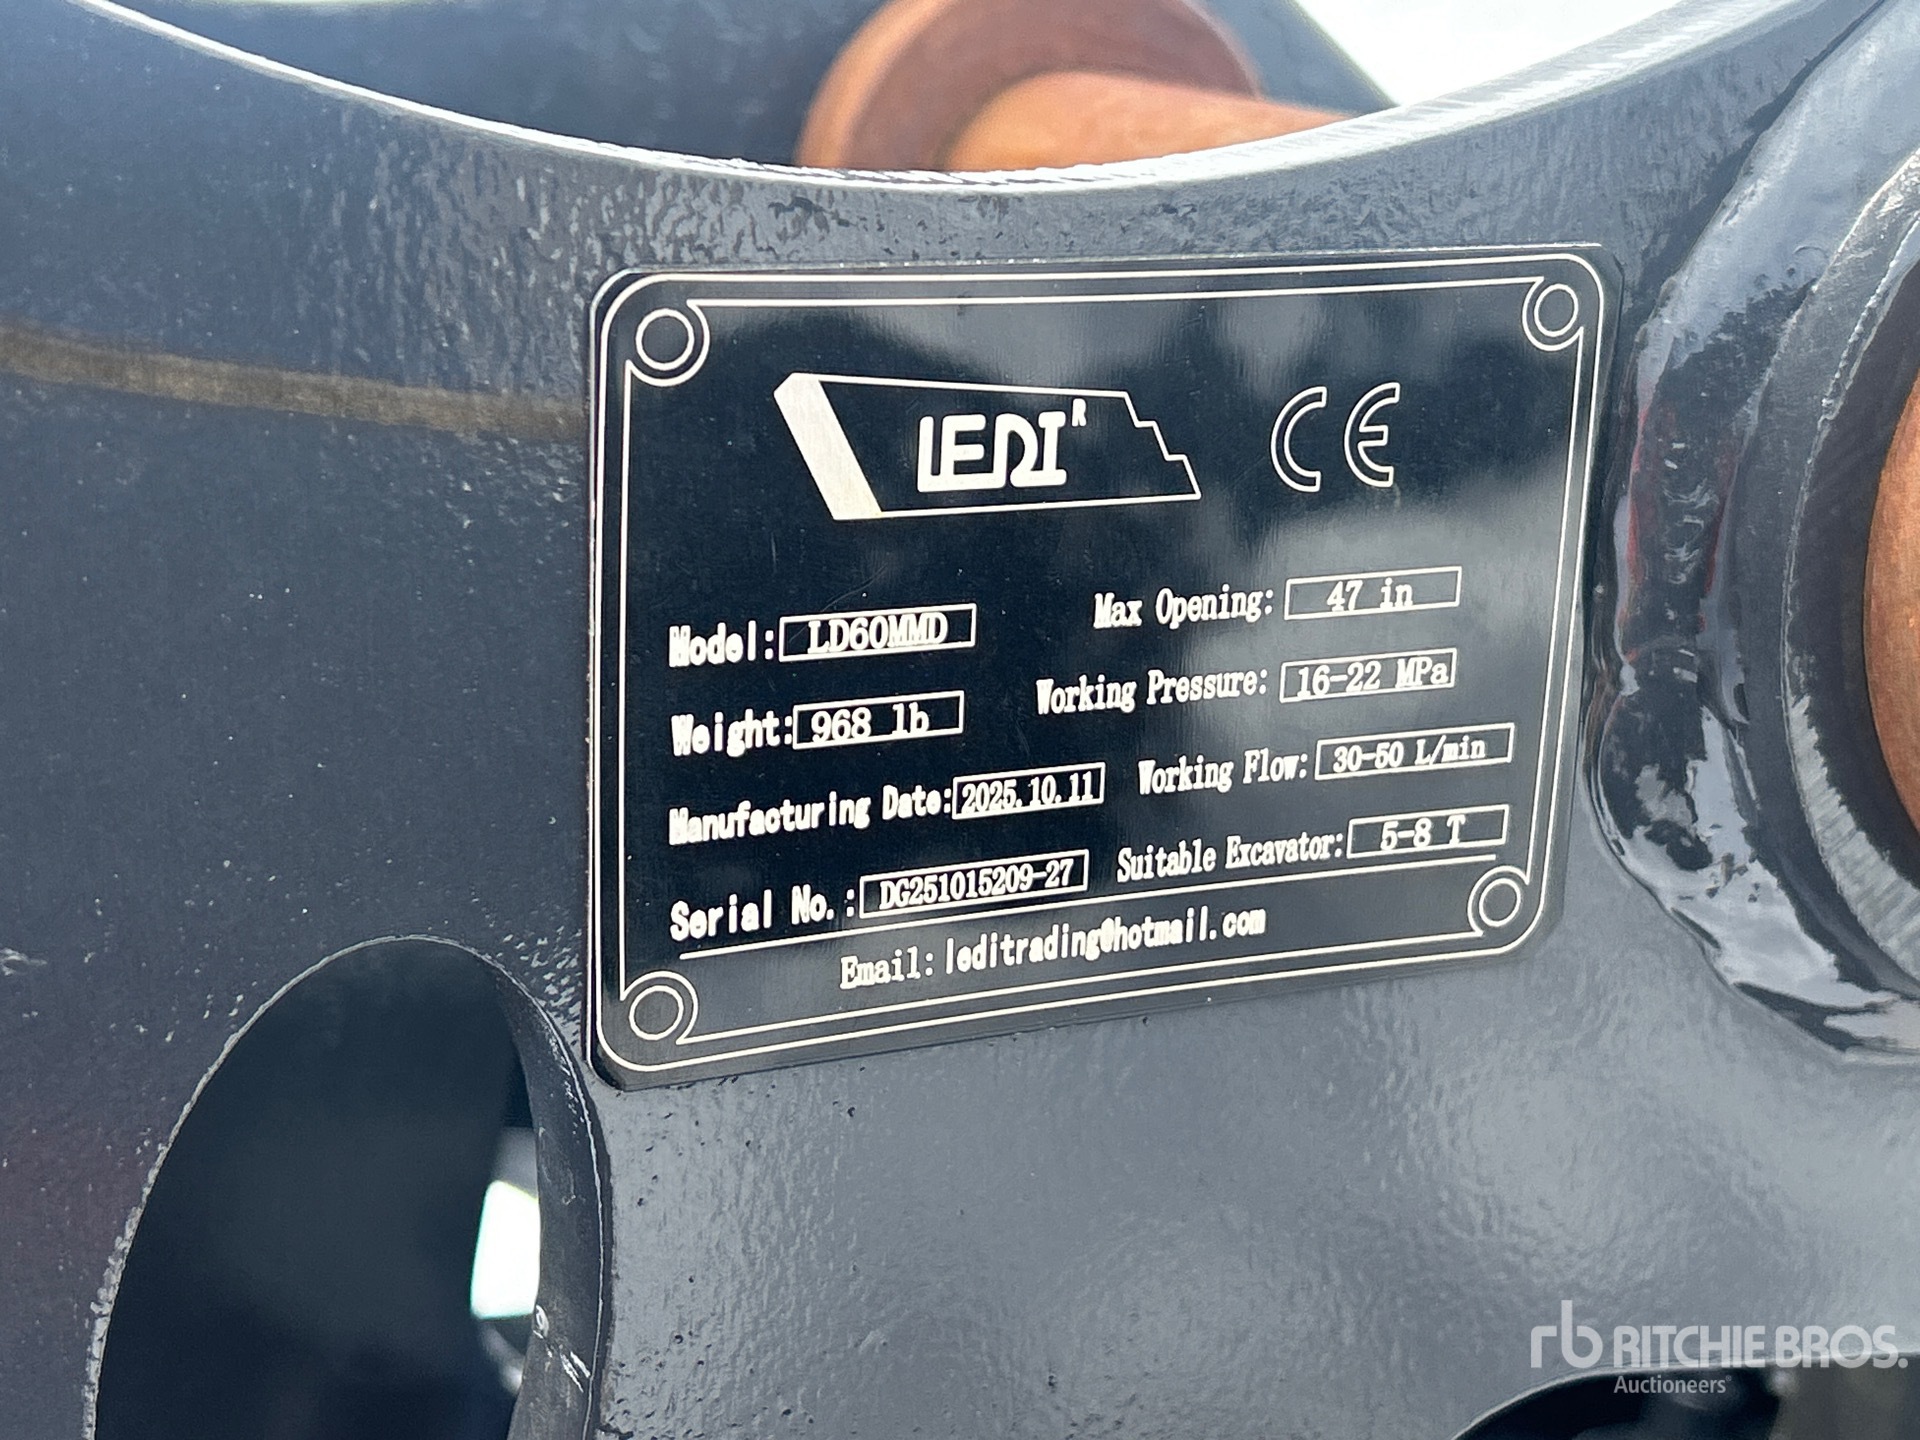 LEDI R CE
Model: LD60MMD
Max Opening: 47 in
Weight: 968 lb
Working Pressure: 16-22 MPa
Manufacturing Date: 2025.10.11
Working Flow: 30-50 L/min
Serial No.: DG251015209-27
Suitable Excavator: 5-8 T
Email: leditrading@hotmail.com
rb RITCHIE BROS.
Auctioneers